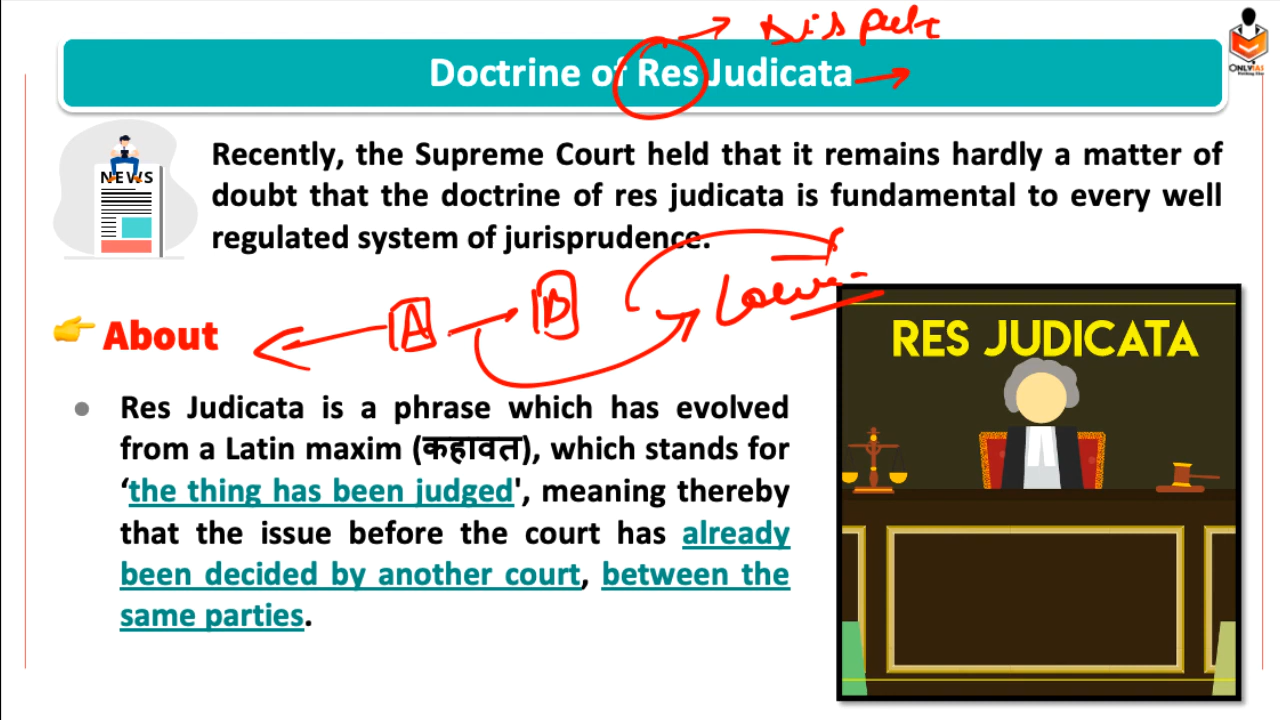 Disput
ONLYIAS
Doctrine of Res Judicata
NEWS
Recently, the Supreme Court held that it remains hardly a matter of
doubt that the doctrine of res judicata is fundamental to every well
regulated system of jurisprudence.
A
B
About
RES JUDICATA
Res Judicata is a phrase which has evolved
from a Latin maxim (कहावत), which stands for
‘the thing has been judged', meaning thereby
that the issue before the court has already
been decided by another court, between the
same parties.